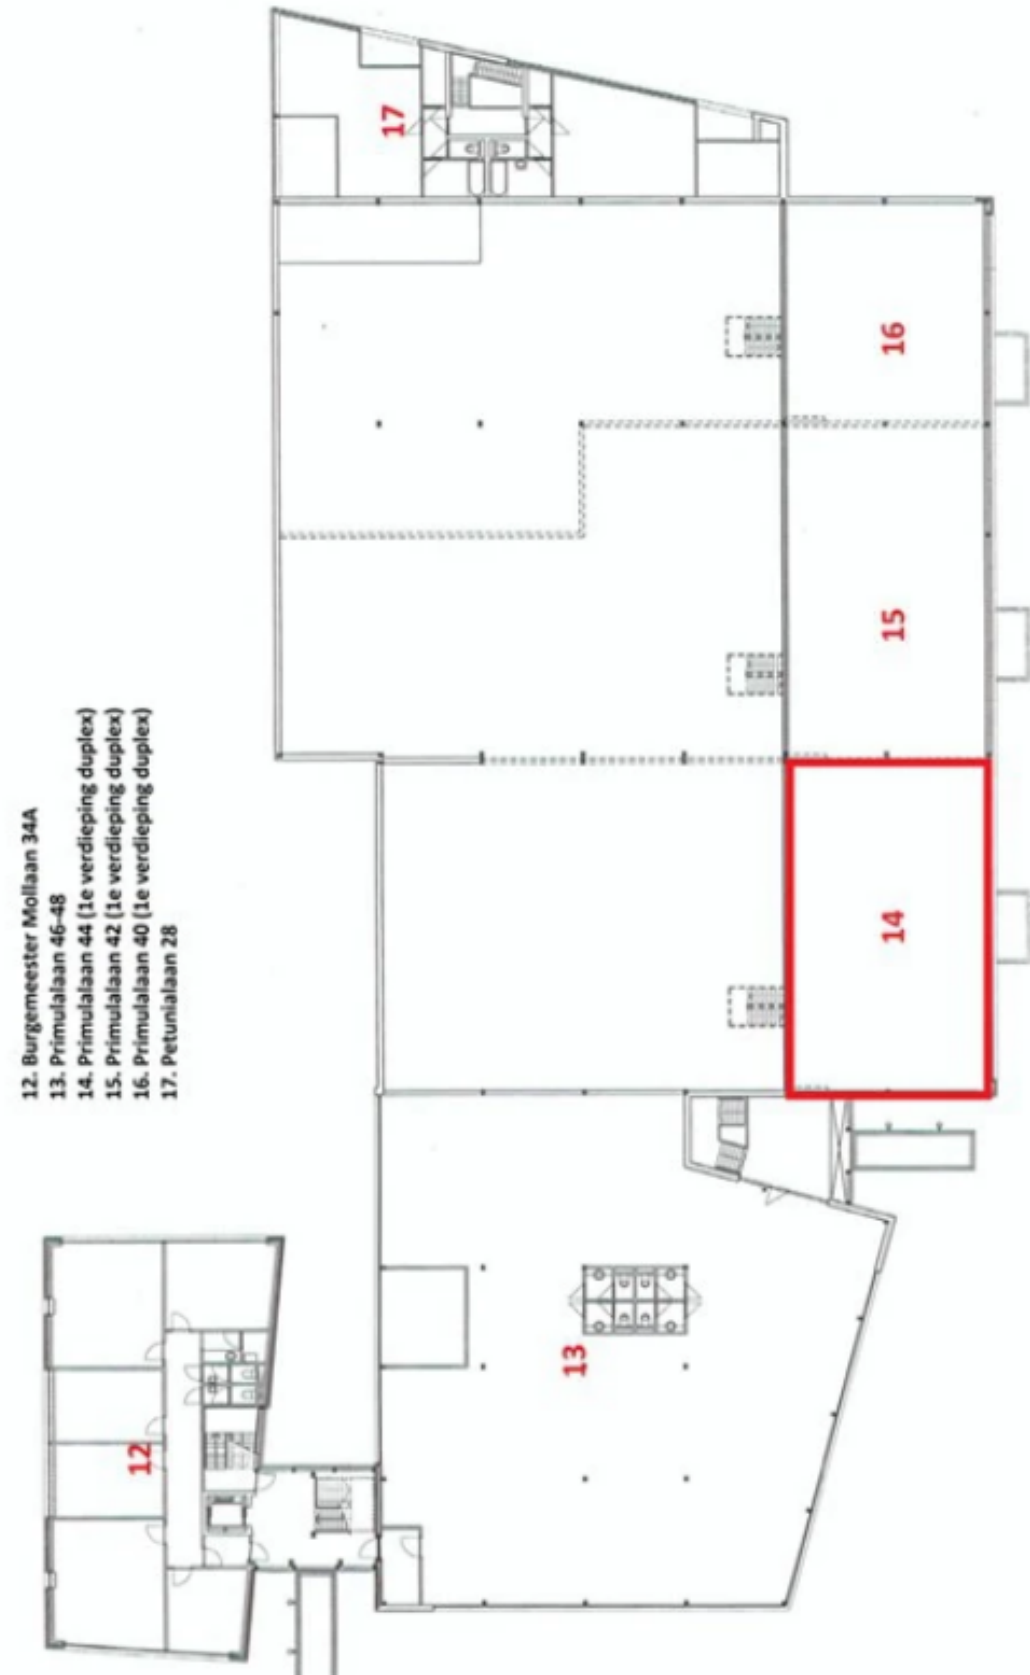 12. Burgemeester Mollaan 34A
13. Primulalaan 46-48
14. Primulalaan 44 (1e verdieping duplex)
15. Primulalaan 42 (1e verdieping duplex)
16. Primulalaan 40 (1e verdieping duplex)
17. Petunialaan 28
12
13
14
15
16
17